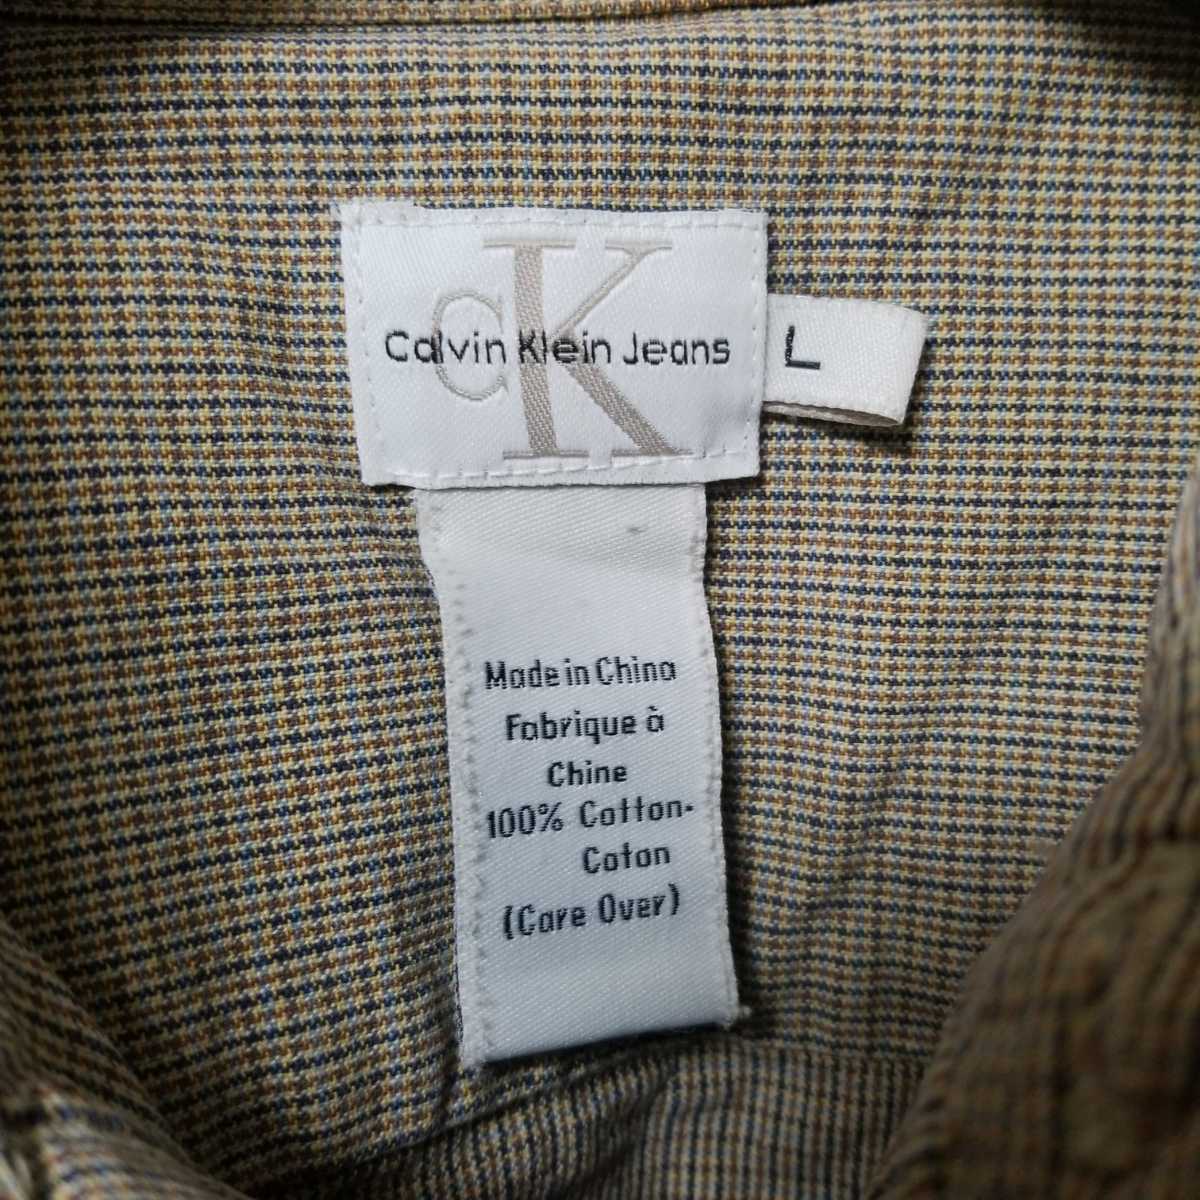 CK
Calvin Klein Jeans
L
Made in China
Fabrique à
Chine
100% Cotton-
Coton
(Care Over)